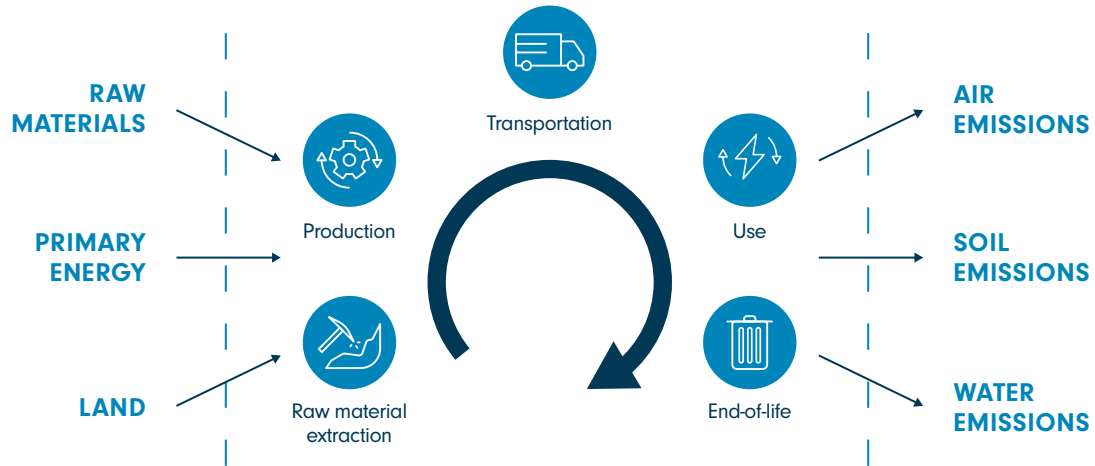 RAW
MATERIALS
PRIMARY
ENERGY
LAND
Transportation
Production
Raw material
extraction
Use
End-of-life
AIR
EMISSIONS
SOIL
EMISSIONS
WATER
EMISSIONS